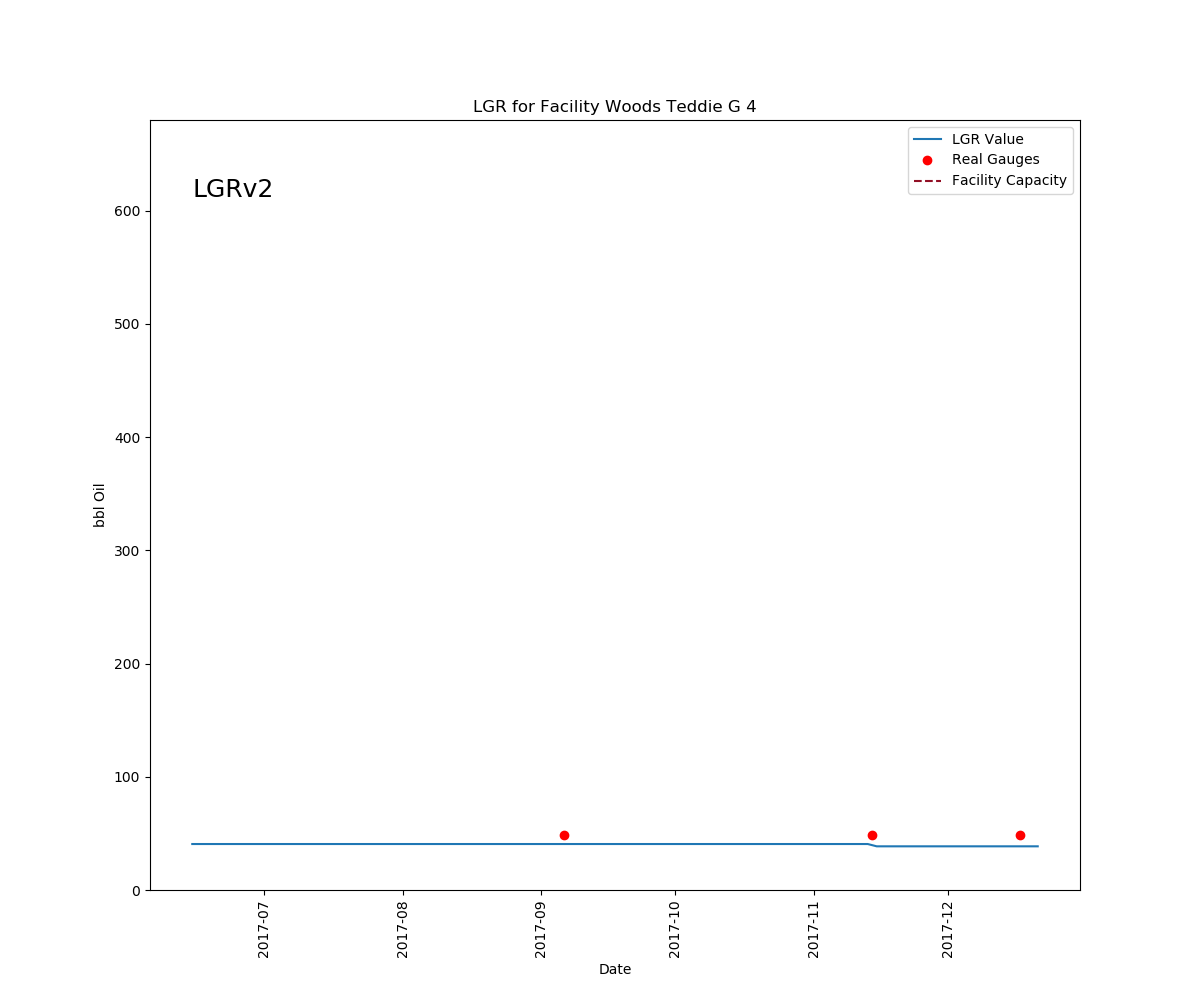 LGR for Facility Woods Teddie G 4
LGRv2
LGR Value
Real Gauges
Facility Capacity
600
500
400
300
200
100
0
bbl Oil
2017-07
2017-08
2017-09
2017-10
2017-11
2017-12
Date